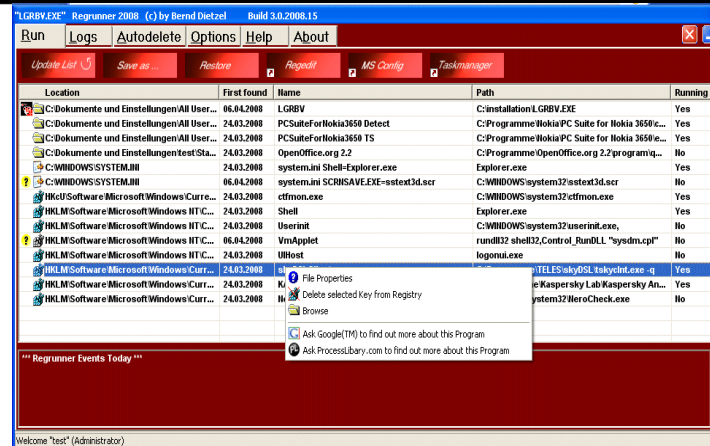 "LGRBV.EXE" Regrunner 2008 (c) by Bernd Dietzel Build 3.0.2008.15
Run Logs Autodelete Options Help About
Update List Save as ... Restore Regedit MS Config Taskmanager
Location First found Name Path Running
C:\Dokumente und Einstellungen\All User... 06.04.2008 LGRBV C:\installation\LGRBV.EXE Yes
C:\Dokumente und Einstellungen\All User... 24.03.2008 PCSuiteForNokia3650 Detect C:\Programme\Nokia\PC Suite for Nokia 3650\c... Yes
C:\Dokumente und Einstellungen\All User... 24.03.2008 PCSuiteForNokia3650 TS C:\Programme\Nokia\PC Suite for Nokia 3650\e... Yes
C:\Dokumente und Einstellungen\test\Sta... 24.03.2008 OpenOffice.org 2.2 C:\Programme\OpenOffice.org 2.2\program\q... No
C:\WINDOWS\SYSTEM.INI 24.03.2008 system.ini Shell=Explorer.exe Explorer.exe Yes
? C:\WINDOWS\SYSTEM.INI 06.04.2008 system.ini SCRNSAVE.EXE=sstext3d.scr C:\WINDOWS\system32\sstext3d.scr No
HKcU\Software\Microsoft\Windows\Curre... 24.03.2008 ctfmon.exe C:\WINDOWS\system32\ctfmon.exe Yes
HKLM\Software\Microsoft\Windows NT\C... 24.03.2008 Shell Explorer.exe Yes
HKLM\Software\Microsoft\Windows NT\C... 24.03.2008 Userinit C:\WINDOWS\system32\userinit.exe, No
? HKLM\Software\Microsoft\Windows NT\C... 06.04.2008 VmApplet rundll32 shell32,Control_RunDLL "sysdm.cpl" No
HKLM\Software\Microsoft\Windows NT\C... 24.03.2008 UIHost logonui.exe No
HKLM\Software\Microsoft\Windows\Curr... 24.03.2008 \TELES\skyDSL\tskycInt.exe -q Yes
HKLM\Software\Microsoft\Windows\Curr... 24.03.2008 \Kaspersky Lab\Kaspersky An... Yes
HKLM\Software\Microsoft\Windows\Curr... 24.03.2008 \NeroCheck.exe No
File Properties
Delete selected Key from Registry
Browse
Ask Google(TM) to find out more about this Program
Ask ProcessLibary.com to find out more about this Program
*** Regrunner Events Today ***
Welcome "test" (Administrator)